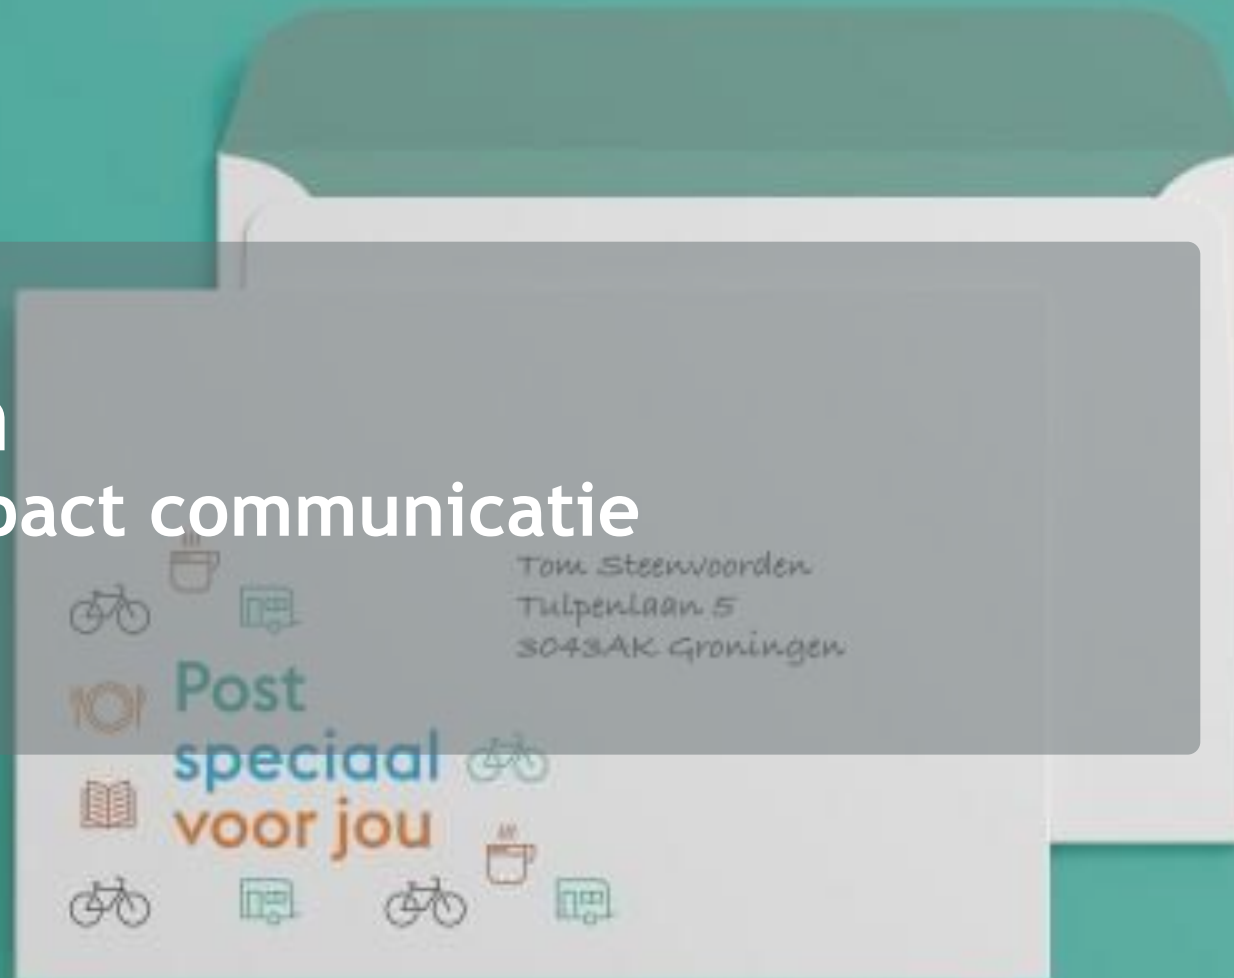 pact communicatie
Tom Steenvoorden
Tulpenlaan 5
3043AK Groningen
Post
speciaal
voor jou